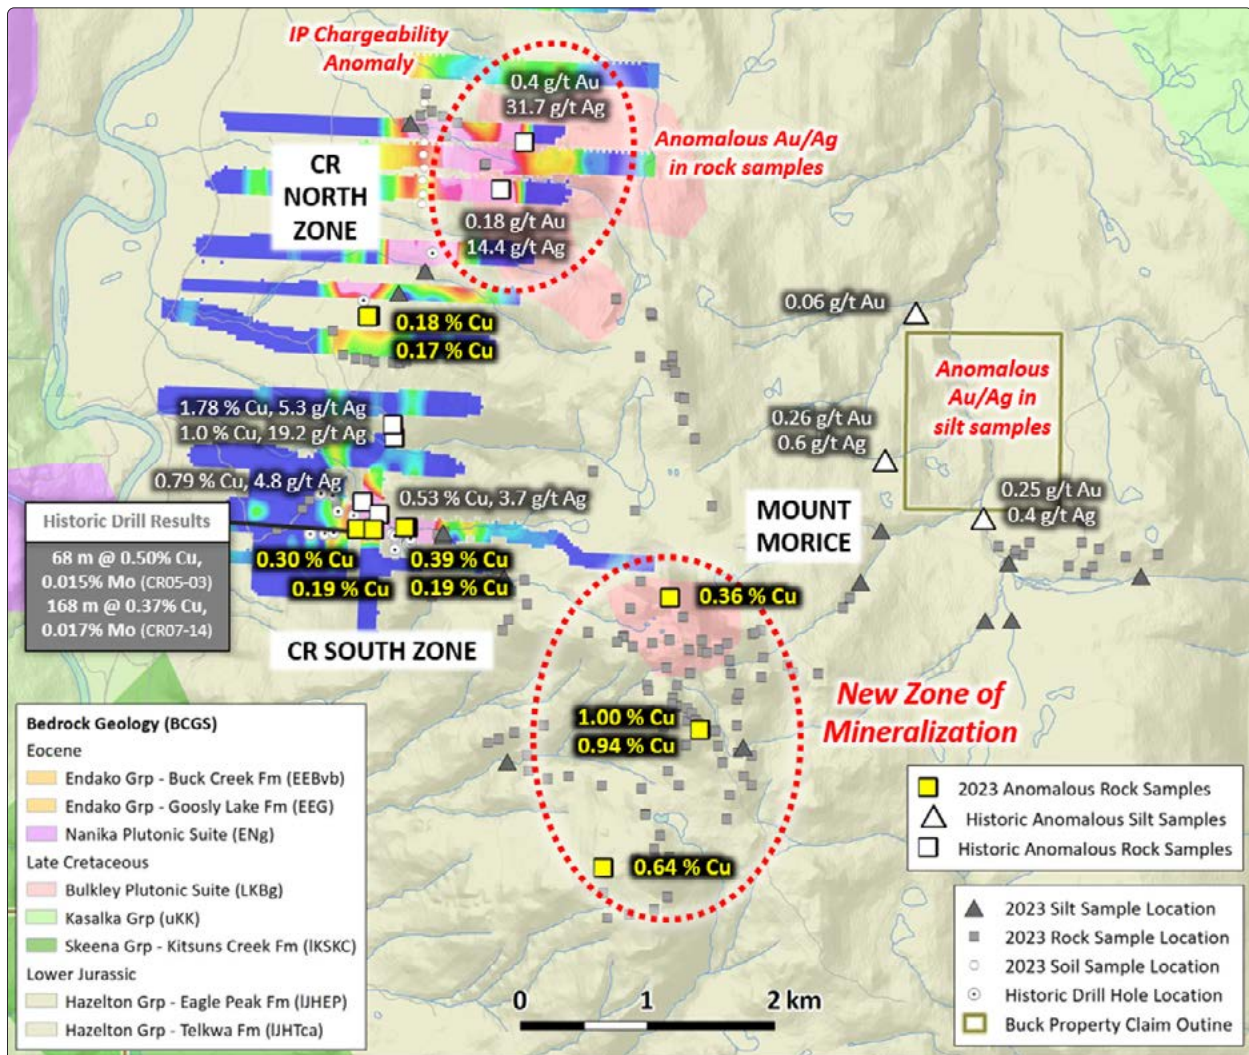 IP Chargeability
Anomaly
0.4 g/t Au
31.7 g/t Ag
Anomalous Au/Ag
in rock samples
CR
NORTH
ZONE
0.18 g/t Au
14.4 g/t Ag
0.18 % Cu
0.17 % Cu
0.06 g/t Au
Anomalous
Au/Ag in
silt samples
1.78 % Cu, 5.3 g/t Ag
1.0 % Cu, 19.2 g/t Ag
0.26 g/t Au
0.6 g/t Ag
0.79 % Cu, 4.8 g/t Ag
0.53 % Cu, 3.7 g/t Ag
0.25 g/t Au
0.4 g/t Ag
MOUNT
MORICE
Historic Drill Results
68 m @ 0.50% Cu,
0.015% Mo (CR05-03)
168 m @ 0.37% Cu,
0.017% Mo (CR07-14)
0.30 % Cu
0.19 % Cu
0.39 % Cu
0.19 % Cu
0.36 % Cu
CR SOUTH ZONE
New Zone of
Mineralization
1.00 % Cu
0.94 % Cu
0.64 % Cu
Bedrock Geology (BCGS)
Eocene
Endako Grp - Buck Creek Fm (EEBvb)
Endako Grp - Goosly Lake Fm (EEG)
Nanika Plutonic Suite (ENg)
Late Cretaceous
Bulkley Plutonic Suite (LKBg)
Kasalka Grp (uKK)
Skeena Grp - Kitsuns Creek Fm (lKSKC)
Lower Jurassic
Hazelton Grp - Eagle Peak Fm (lJHEP)
Hazelton Grp - Telkwa Fm (lJHTca)
0 1 2 km
2023 Anomalous Rock Samples
Historic Anomalous Silt Samples
Historic Anomalous Rock Samples
2023 Silt Sample Location
2023 Rock Sample Location
2023 Soil Sample Location
Historic Drill Hole Location
Buck Property Claim Outine